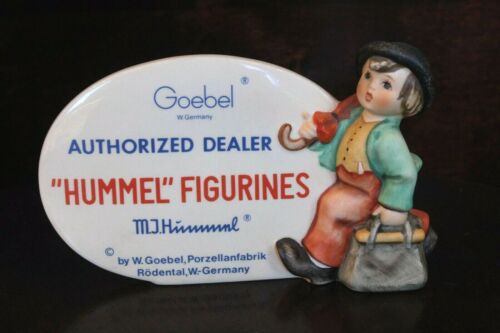 Goebel ®
W. Germany
AUTHORIZED DEALER
"HUMMEL" FIGURINES
M.J.Hummel ®
© by W. Goebel, Porzellanfabrik
Rödental, W.-Germany